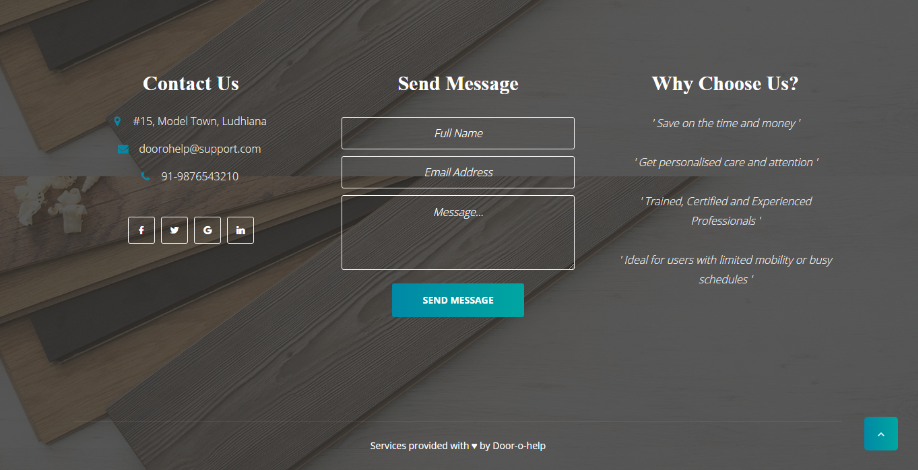 Contact Us
#15, Model Town, Ludhiana
doorohelp@support.com
91-9876543210
Send Message
Full Name
Email Address
Message...
SEND MESSAGE
Why Choose Us?
' Save on the time and money '
' Get personalised care and attention '
' Trained, Certified and Experienced
Professionals '
' Ideal for users with limited mobility or busy
schedules '
Services provided with ♥ by Door-o-help